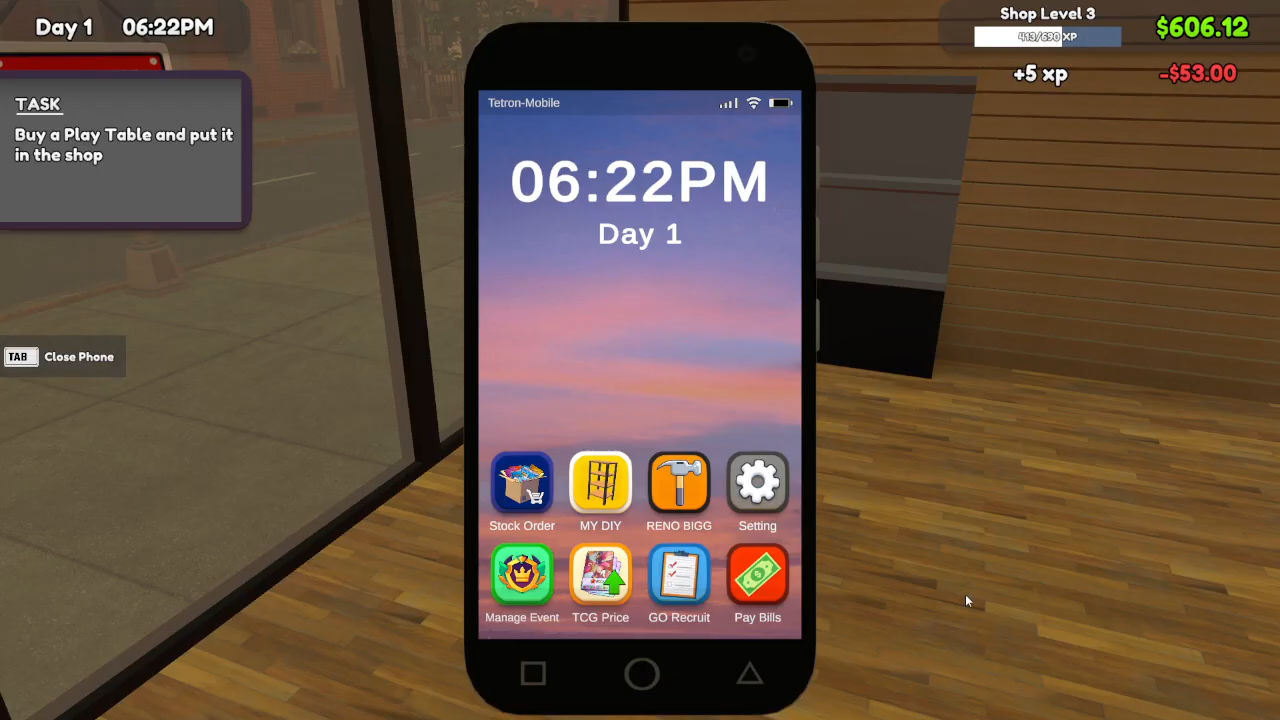 Day 1 06:22PM
Shop Level 3
413/690 XP
$606.12
+5 xp
-$53.00
TASK
Buy a Play Table and put it
in the shop
TAB Close Phone
Tetron-Mobile
06:22PM
Day 1
Stock Order MY DIY RENO BIGG Setting
Manage Event TCG Price GO Recruit Pay Bills